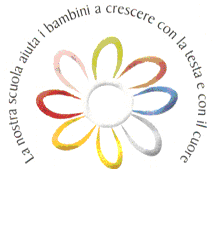 La nostra scuola aiuta i bambini a crescere con la testa e con il cuore